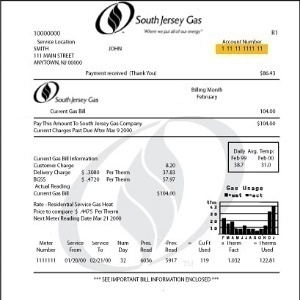 South Jersey Gas
Where we put all of our energy
10000000
B1
Service Location
Account Number
SMITH JOHN
1 11 11 1111 11
111 MAIN STREET
ANYTOWN, NJ 00000
Payment received (Thank You)
$86.43
South Jersey Gas
Billing Month
February
Current Gas Bill
104.00
Pay This Amount To South Jersey Gas Company
$104.00
Current Charges Past Due After Mar 9 2000
Daily Avg. Temp:
Feb 99 Feb 00
38.7 31.0
Current Gas Bill Information
Customer Charge 8.20
Delivery Charge $ .3080 Per Therm 37.83
BGSS $ .4720 Per Therm 57.97
Actual Reading
Current Gas Bill $104.00
Gas Usage
Rate - Residential Service Gas Heat
Price to compare $ .4475 Per Therm
Next Meter Reading Date Mar 21 2000
Meter Service From Service To Num Pres. Prev. = Cu Ft x Therm = Therms
Number Days Read Read Used Fact Used
1111111 01/20/00 02/21/00 32 6036 5917 119 1.032 122.81
*** SEE IMPORTANT BILL INFORMATION ENCLOSED ***